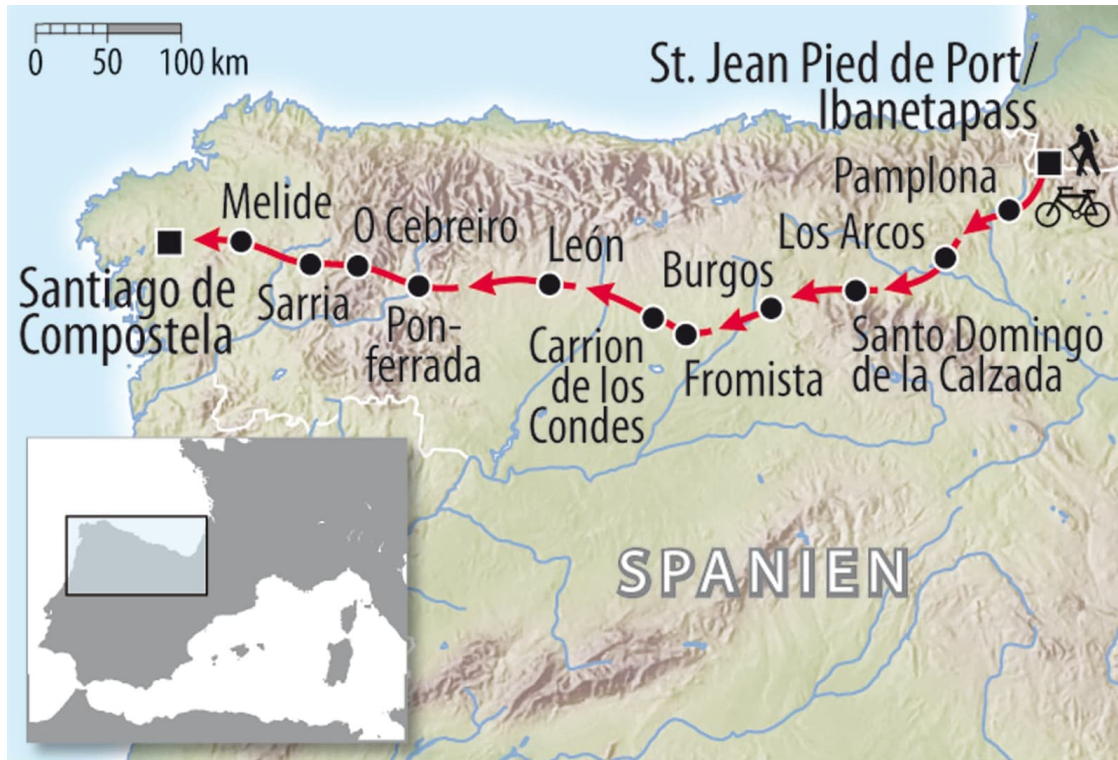 0 50 100 km
St. Jean Pied de Port/
Ibanetapass
Pamplona
Los Arcos
Santo Domingo
de la Calzada
Burgos
Fromista
Carrion
de los
Condes
León
Pon-
ferrada
O Cebreiro
Sarria
Melide
Santiago de
Compostela
SPANIEN